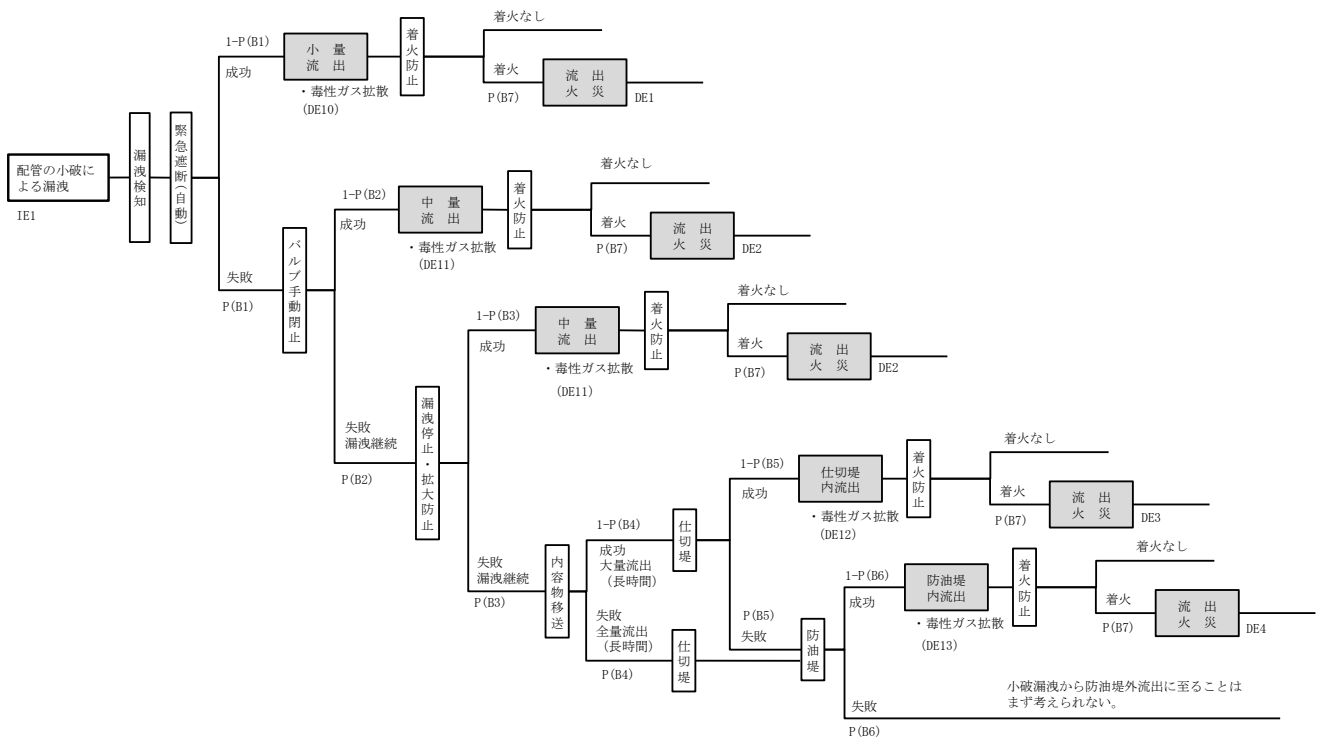 配管の小破に
よる漏洩
IE1
漏洩検知
緊急遮断(自動)
1-P(B1)
成功
小　量
流　出
・毒性ガス拡散
(DE10)
着火防止
着火なし
着火
P(B7)
流　出
火　災
DE1
失敗
P(B1)
バルブ手動閉止
1-P(B2)
成功
中　量
流　出
・毒性ガス拡散
(DE11)
着火防止
着火なし
着火
P(B7)
流　出
火　災
DE2
失敗
漏洩継続
P(B2)
漏洩停止・拡大防止
1-P(B3)
成功
中　量
流　出
・毒性ガス拡散
(DE11)
着火防止
着火なし
着火
P(B7)
流　出
火　災
DE2
失敗
漏洩継続
P(B3)
内容物移送
1-P(B4)
成功
大量流出
（長時間）
仕切堤
失敗
全量流出
（長時間）
P(B4)
仕切堤
1-P(B5)
成功
仕切堤
内流出
・毒性ガス拡散
(DE12)
着火防止
着火なし
着火
P(B7)
流　出
火　災
DE3
P(B5)
失敗
防油堤
1-P(B6)
成功
防油堤
内流出
・毒性ガス拡散
(DE13)
着火防止
着火なし
着火
P(B7)
流　出
火　災
DE4
失敗
P(B6)
小破漏洩から防油堤外流出に至ることは
まず考えられない。